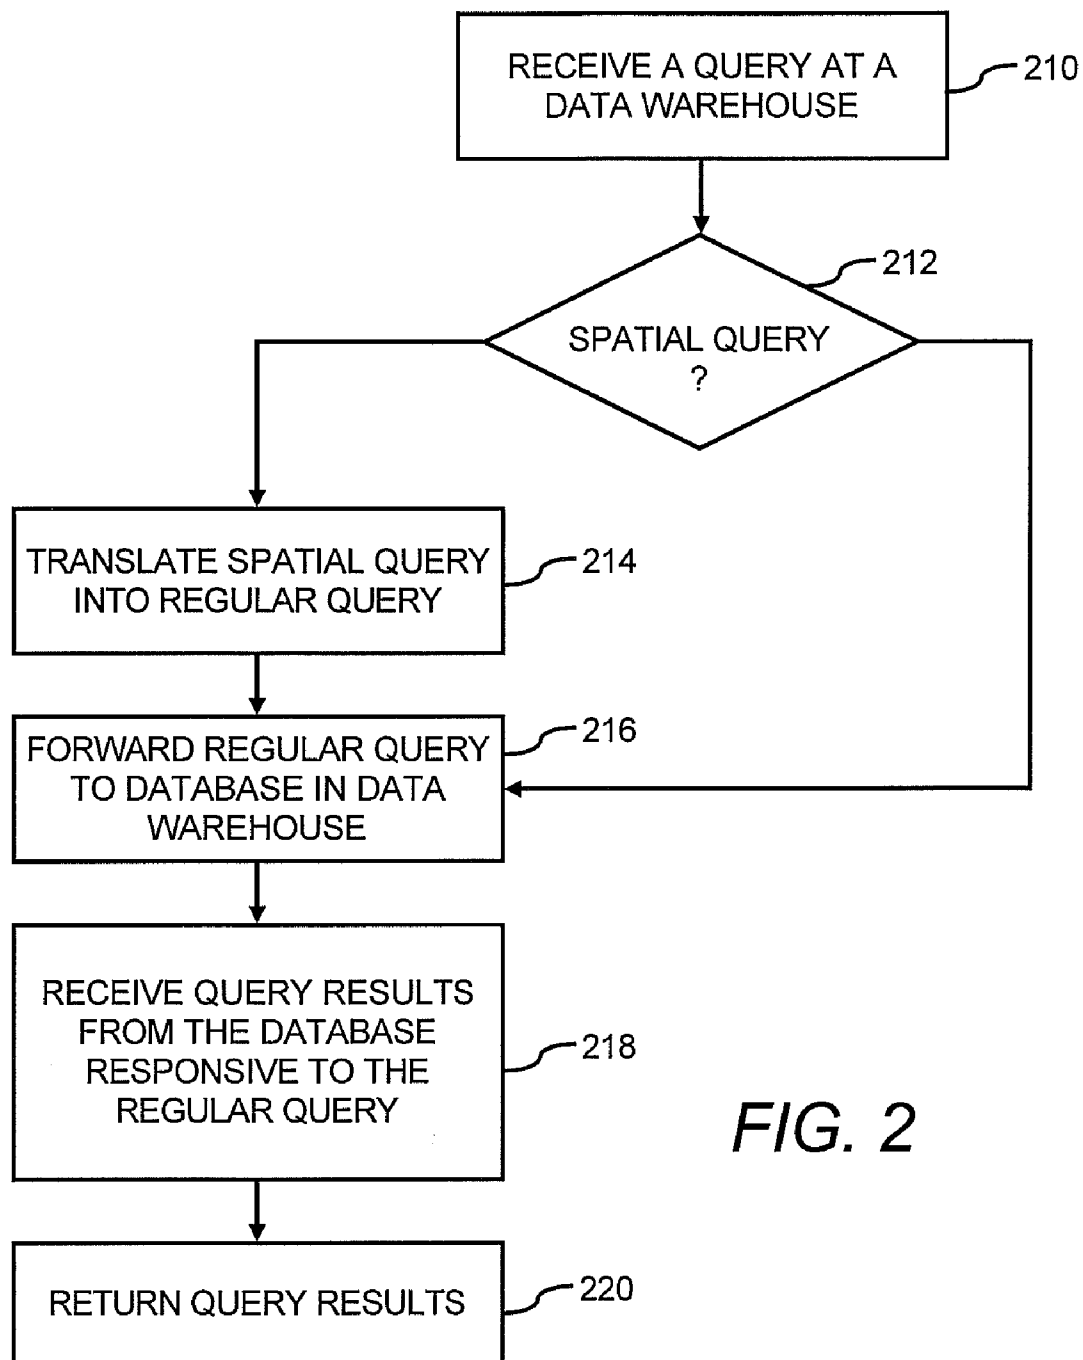 RECEIVE A QUERY AT A
DATA WAREHOUSE
210
212
SPATIAL QUERY
?
TRANSLATE SPATIAL QUERY
INTO REGULAR QUERY
214
FORWARD REGULAR QUERY
TO DATABASE IN DATA
WAREHOUSE
216
RECEIVE QUERY RESULTS
FROM THE DATABASE
RESPONSIVE TO THE
REGULAR QUERY
218
FIG. 2
RETURN QUERY RESULTS
220